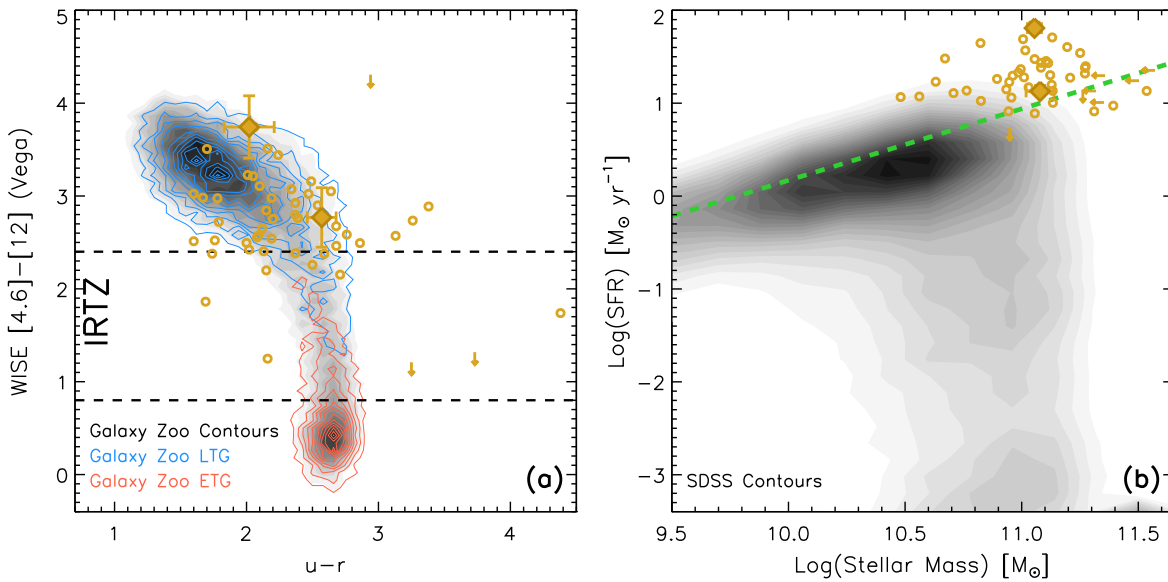 5
4
3
2
1
0
WISE [4.6]−[12] (Vega)
IRTZ
Galaxy Zoo Contours
Galaxy Zoo LTG
Galaxy Zoo ETG
(a)
1
2
3
4
u−r
2
1
0
−1
−2
−3
Log(SFR) [M⊙ yr−1]
SDSS Contours
(b)
9.5
10.0
10.5
11.0
11.5
Log(Stellar Mass) [M⊙]